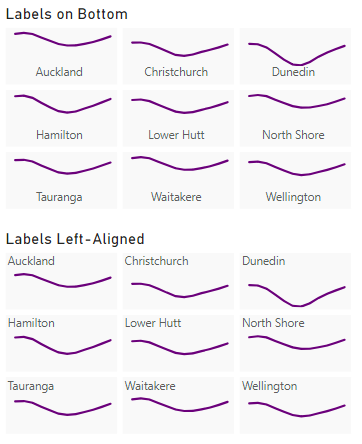 Labels on Bottom
Auckland Christchurch Dunedin
Hamilton Lower Hutt North Shore
Tauranga Waitakere Wellington
Labels Left-Aligned
Auckland Christchurch Dunedin
Hamilton Lower Hutt North Shore
Tauranga Waitakere Wellington